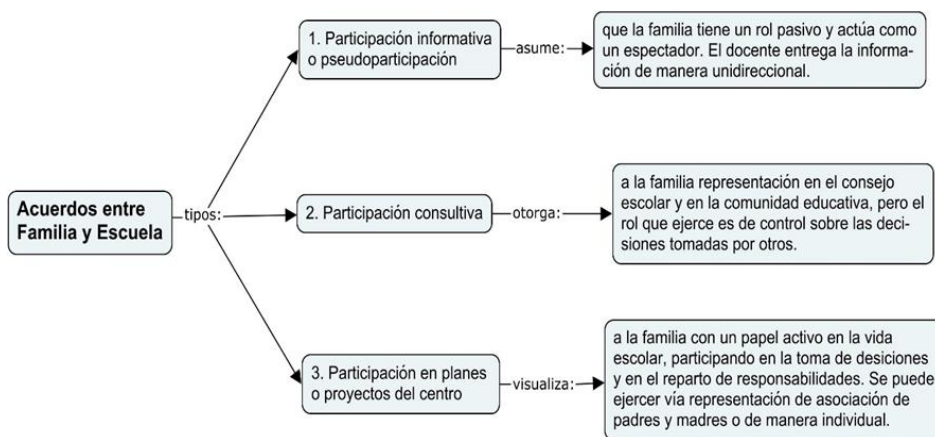 Acuerdos entre
Familia y Escuela
tipos:
1. Participación informativa
o pseudoparticipación
asume:
que la familia tiene un rol pasivo y actúa como
un espectador. El docente entrega la informa-
ción de manera unidireccional.
2. Participación consultiva
otorga:
a la familia representación en el consejo
escolar y en la comunidad educativa, pero el
rol que ejerce es de control sobre las deci-
siones tomadas por otros.
3. Participación en planes
o proyectos del centro
visualiza:
a la familia con un papel activo en la vida
escolar, participando en la toma de desiciones
y en el reparto de responsabilidades. Se puede
ejercer vía representación de asociación de
padres y madres o de manera individual.